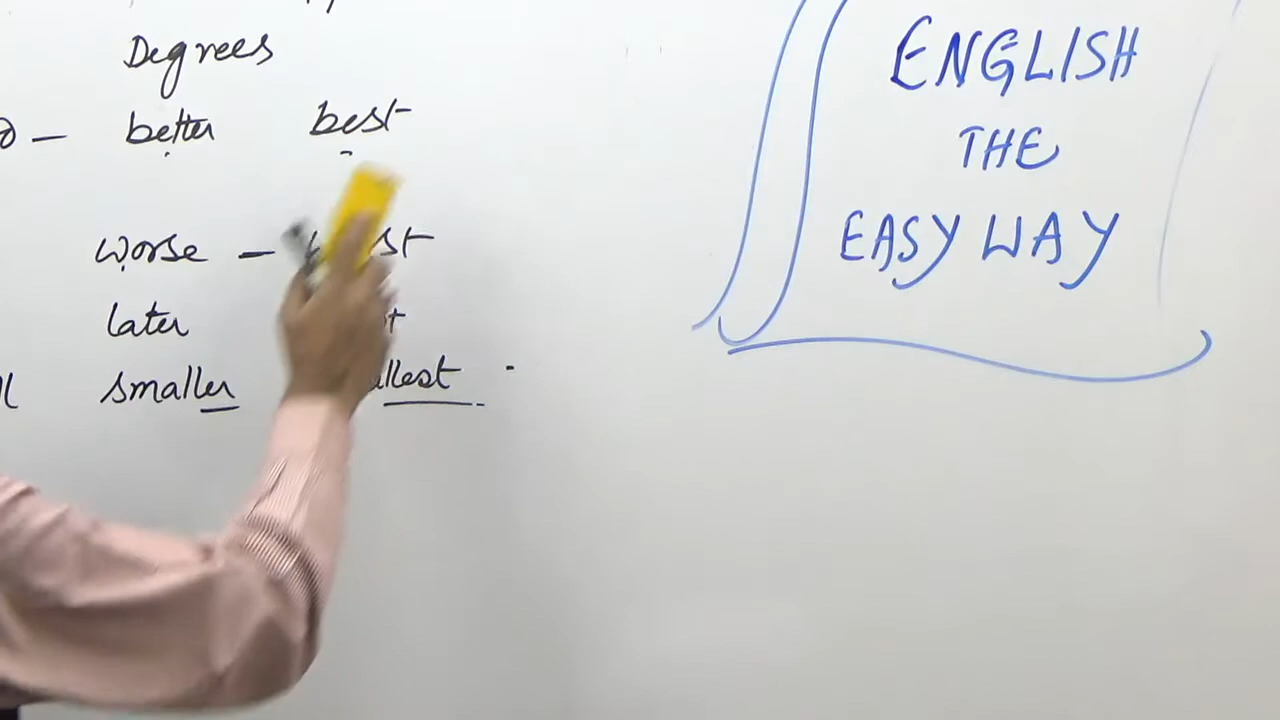 Degrees
better best
worse –
later
smaller
ENGLISH
THE
EASY WAY